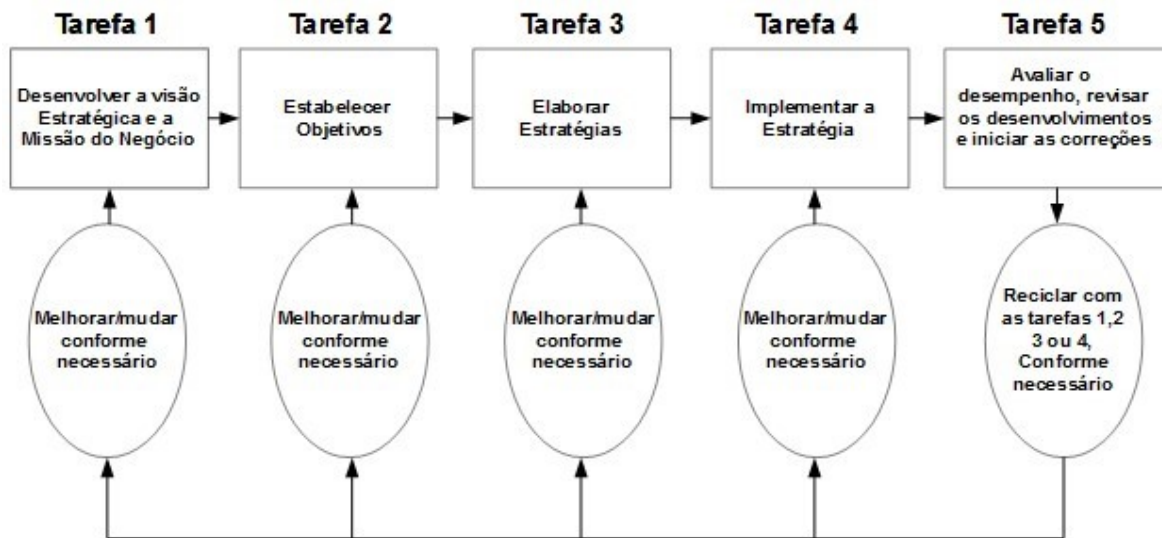 Tarefa 1
Tarefa 2
Tarefa 3
Tarefa 4
Tarefa 5
Desenvolver a visão
Estratégica e a
Missão do Negócio
Estabelecer
Objetivos
Elaborar
Estratégias
Implementar a
Estratégia
Avaliar o
desempenho, revisar
os desenvolvimentos
e iniciar as correções
Melhorar/mudar
conforme
necessário
Melhorar/mudar
conforme
necessário
Melhorar/mudar
conforme
necessário
Melhorar/mudar
conforme
necessário
Reciclar com
as tarefas 1,2
3 ou 4,
Conforme
necessário